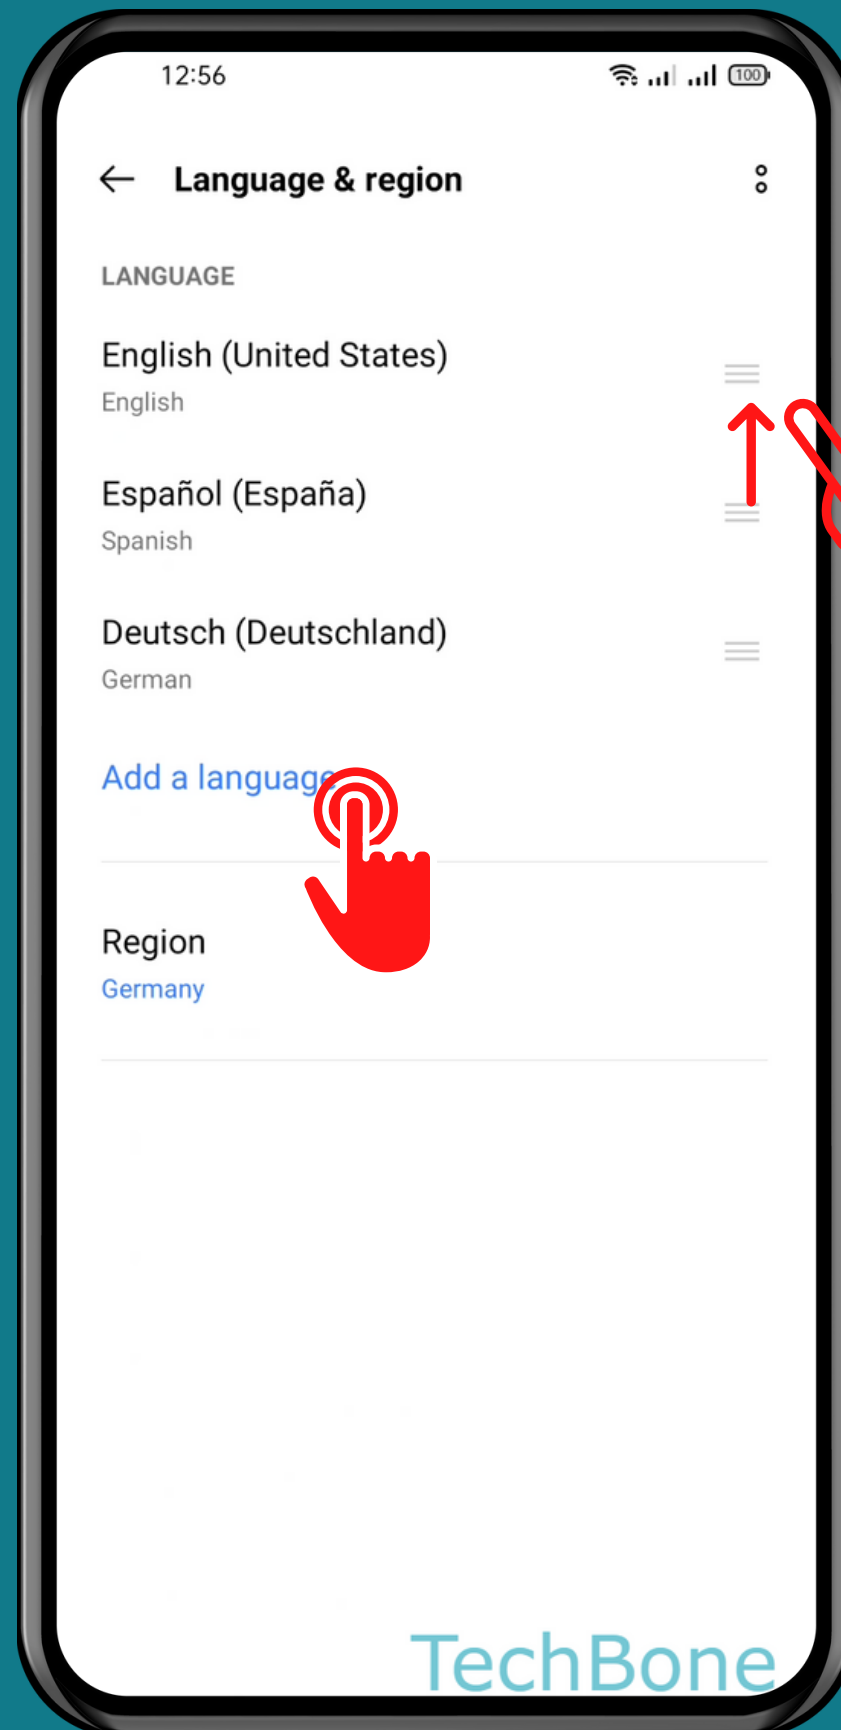 12:56
100
Language & region
LANGUAGE
English (United States)
English
Español (España)
Spanish
Deutsch (Deutschland)
German
Add a language
Region
Germany
TechBone